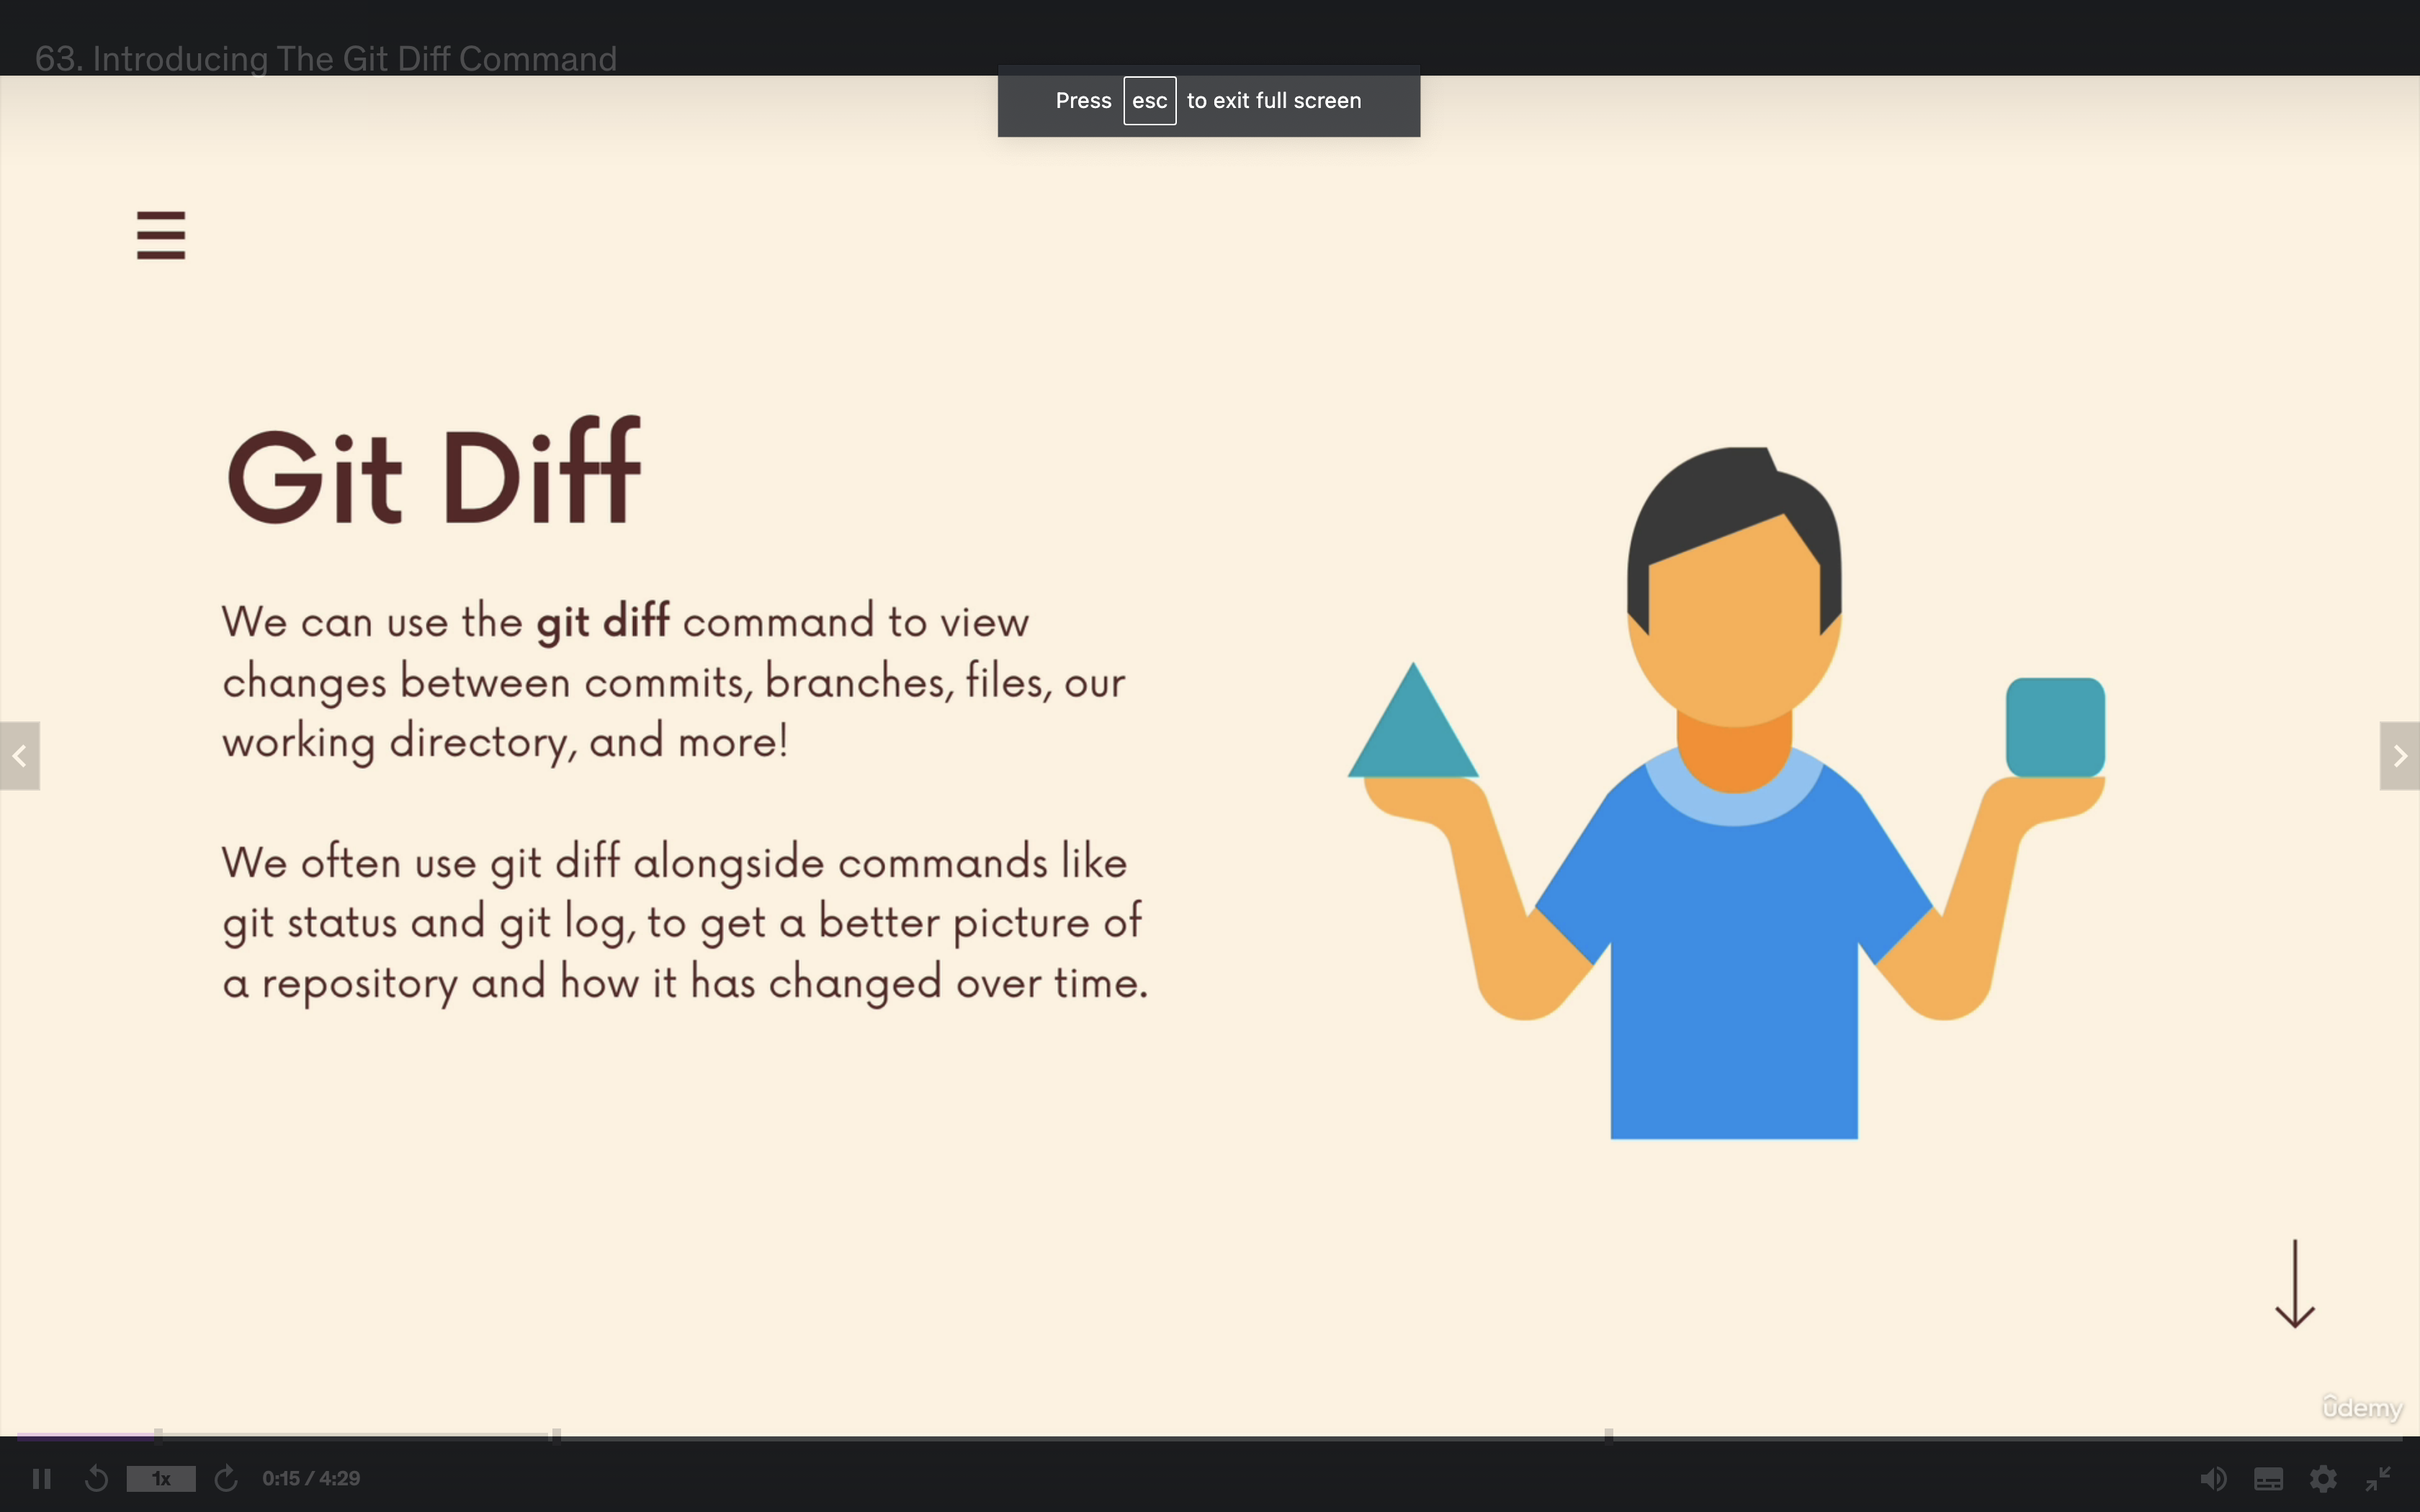 63. Introducing The Git Diff Command
Press esc to exit full screen
Git Diff
We can use the git diff command to view
changes between commits, branches, files, our
working directory, and more!
We often use git diff alongside commands like
git status and git log, to get a better picture of
a repository and how it has changed over time.
ûdemy
1x
0:15 / 4:29